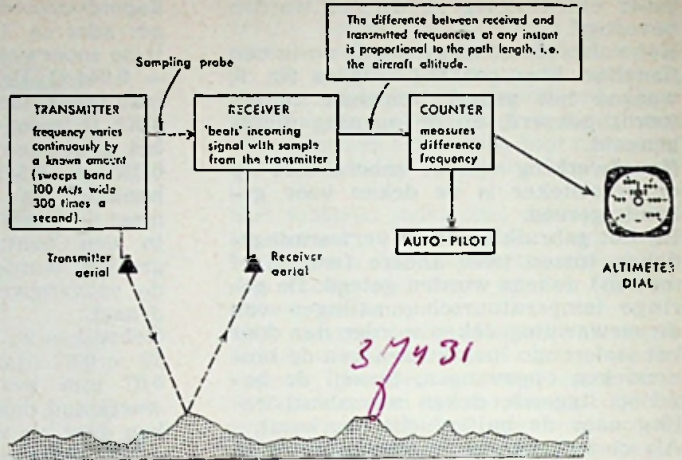 The difference between received and
transmitted frequencies at any instant
is proportional to the path length, i.e.
the aircraft altitude.
Sampling probe
TRANSMITTER
frequency varies
continuously by
a known amount
(sweeps band
100 Mc/s wide
300 times a
second).
RECEIVER
'beats' incoming
signal with sample
from the transmitter
COUNTER
measures
difference
frequency
AUTO-PILOT
Transmitter
aerial
Receiver
aerial
ALTIMETER
DIAL